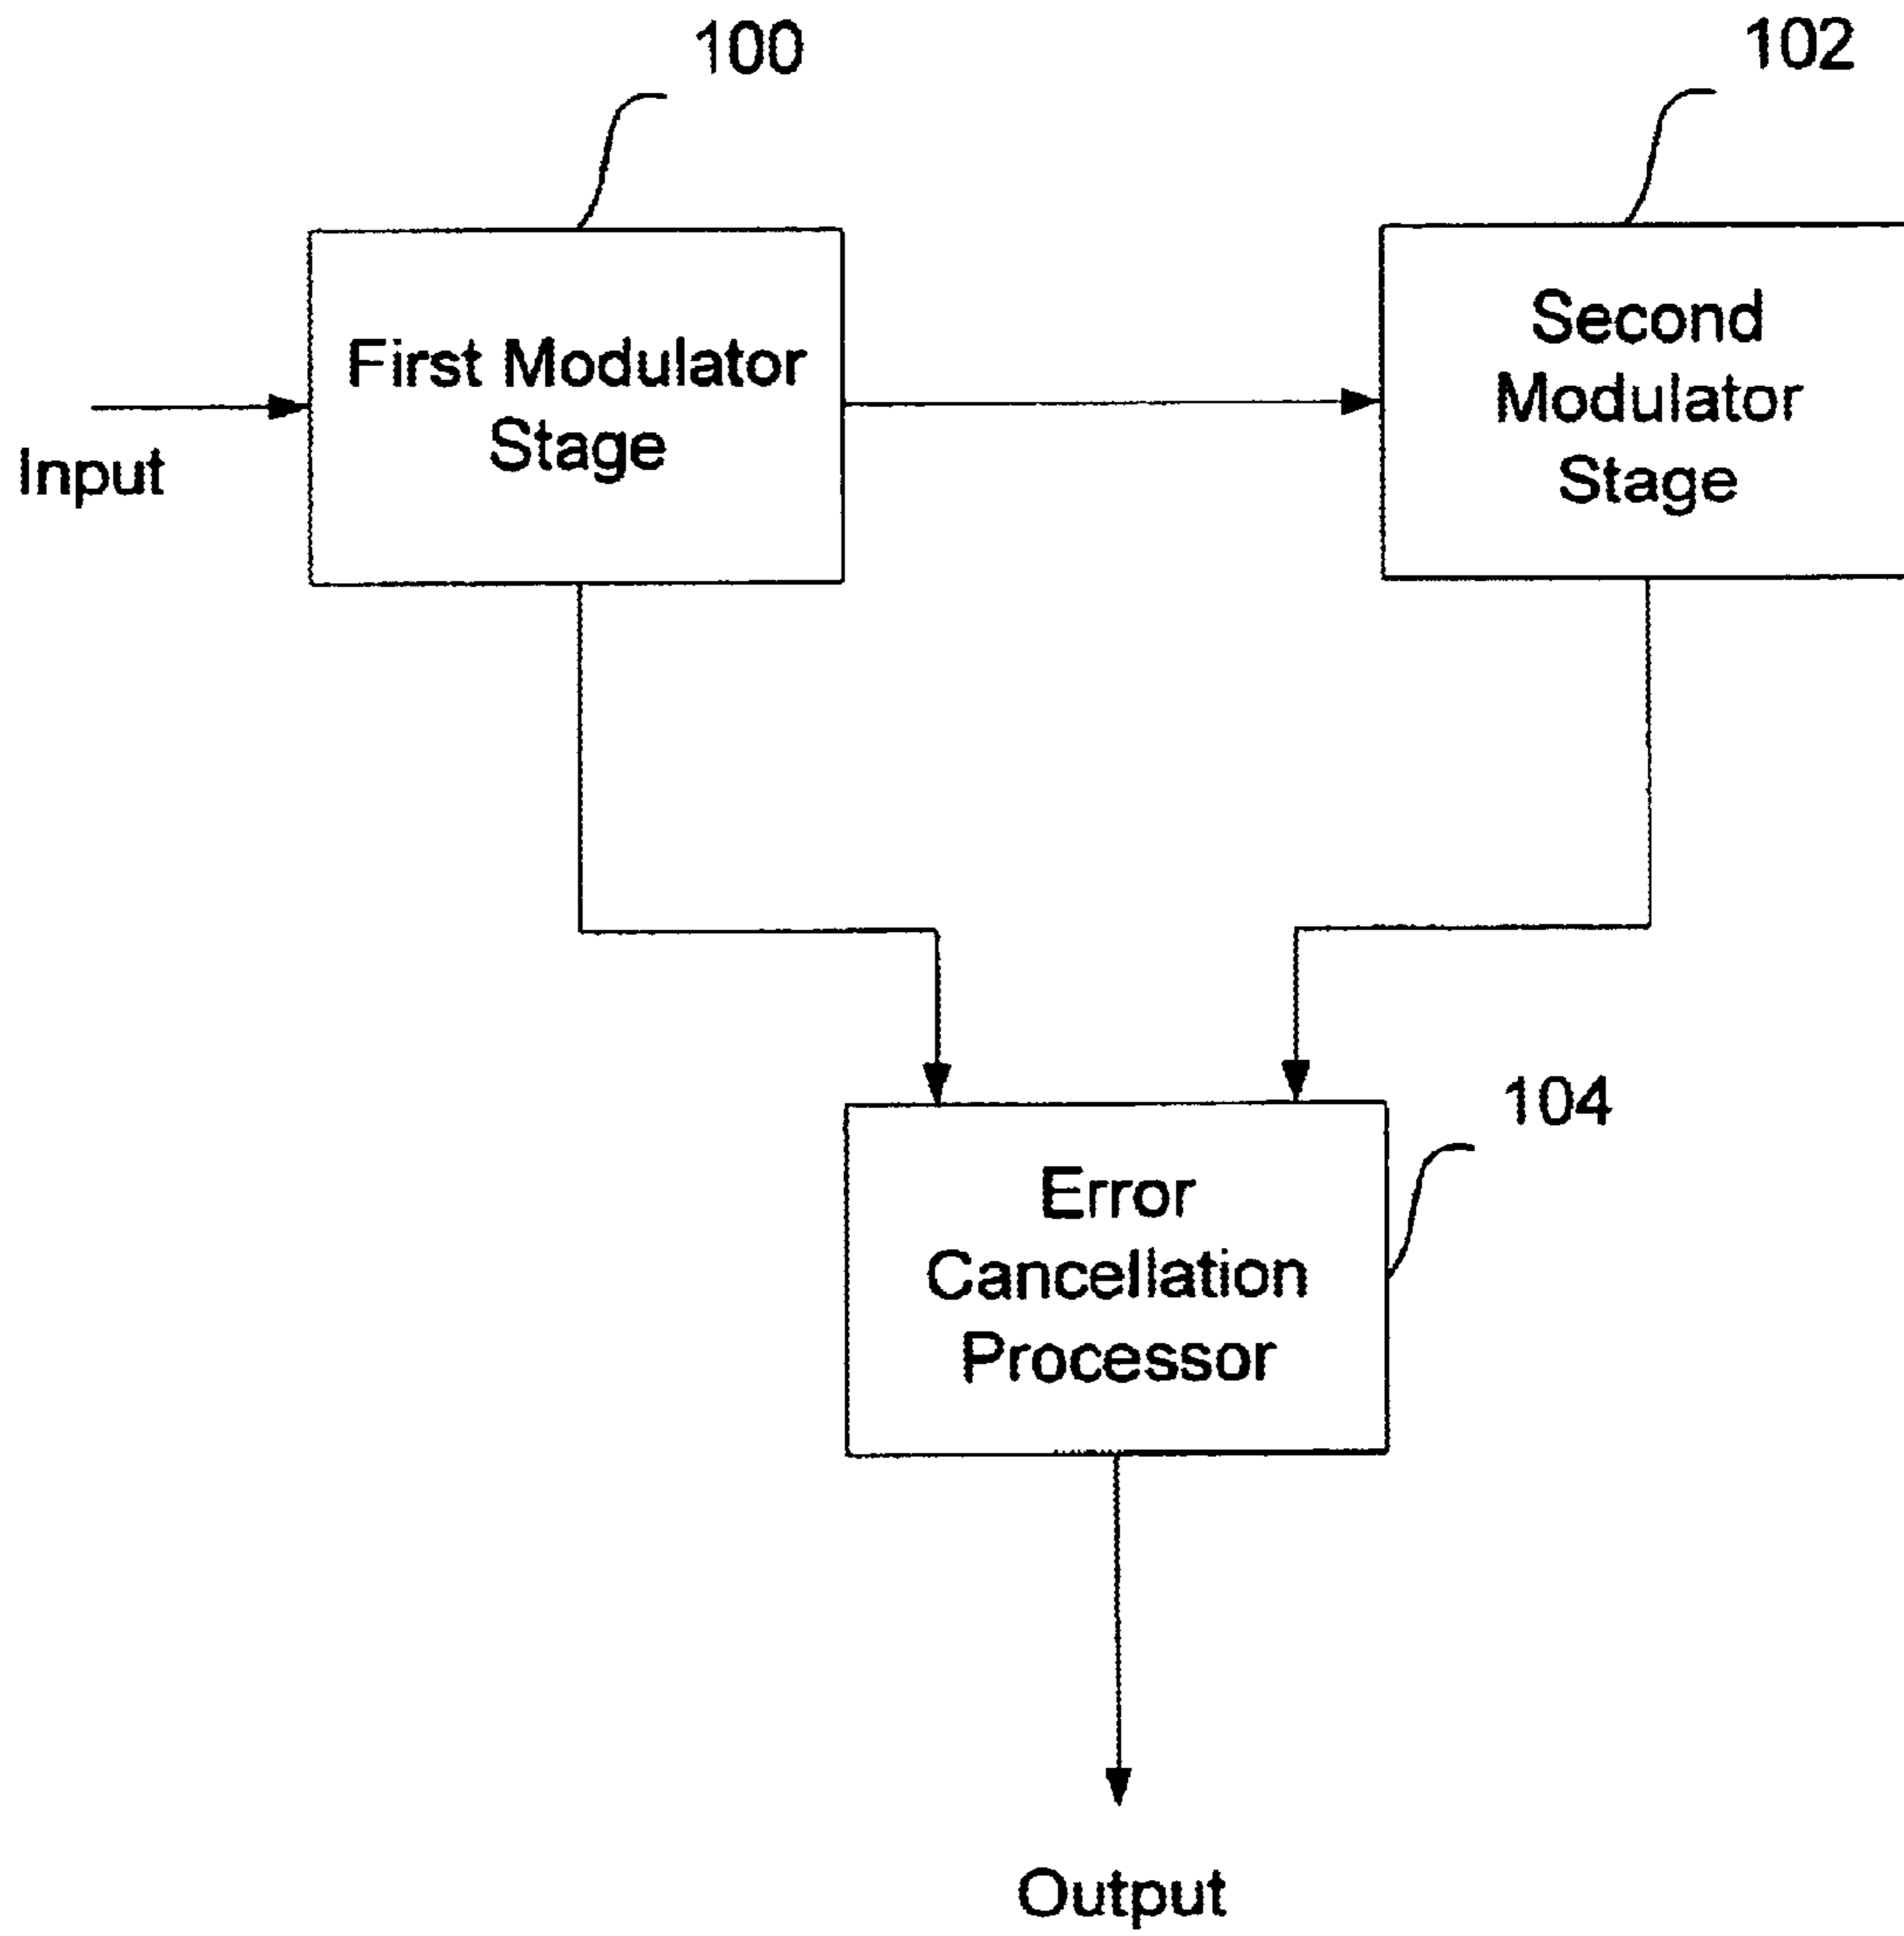 100
102
First Modulator
Stage
Second
Modulator
Stage
Input
104
Error
Cancellation
Processor
Output